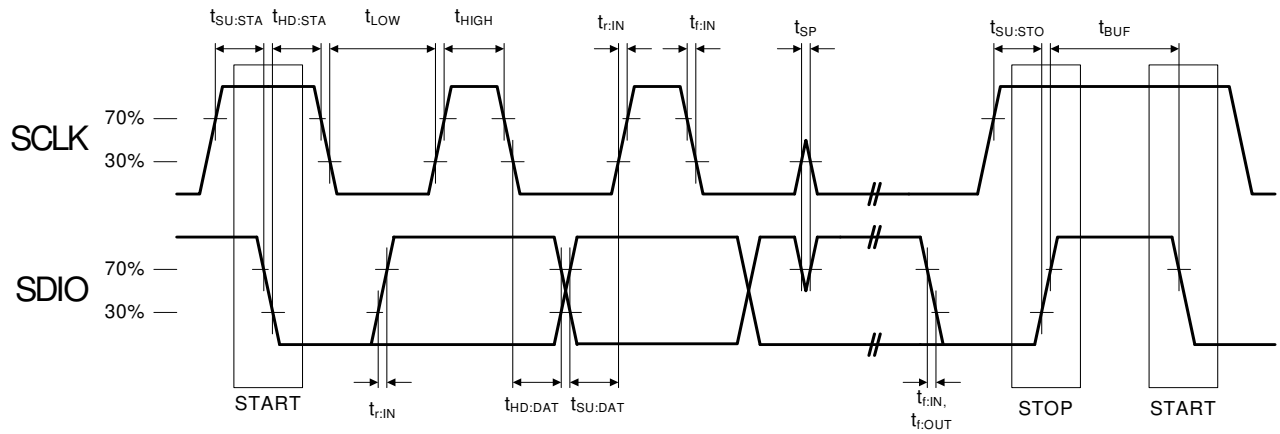 tSU:STA tHD:STA tLOW tHIGH tr:IN tf:IN tSP tSU:STO tBUF
SCLK
70%
30%
SDIO
70%
30%
START
tr:IN
tHD:DAT tSU:DAT
tf:IN,
tf:OUT
STOP
START